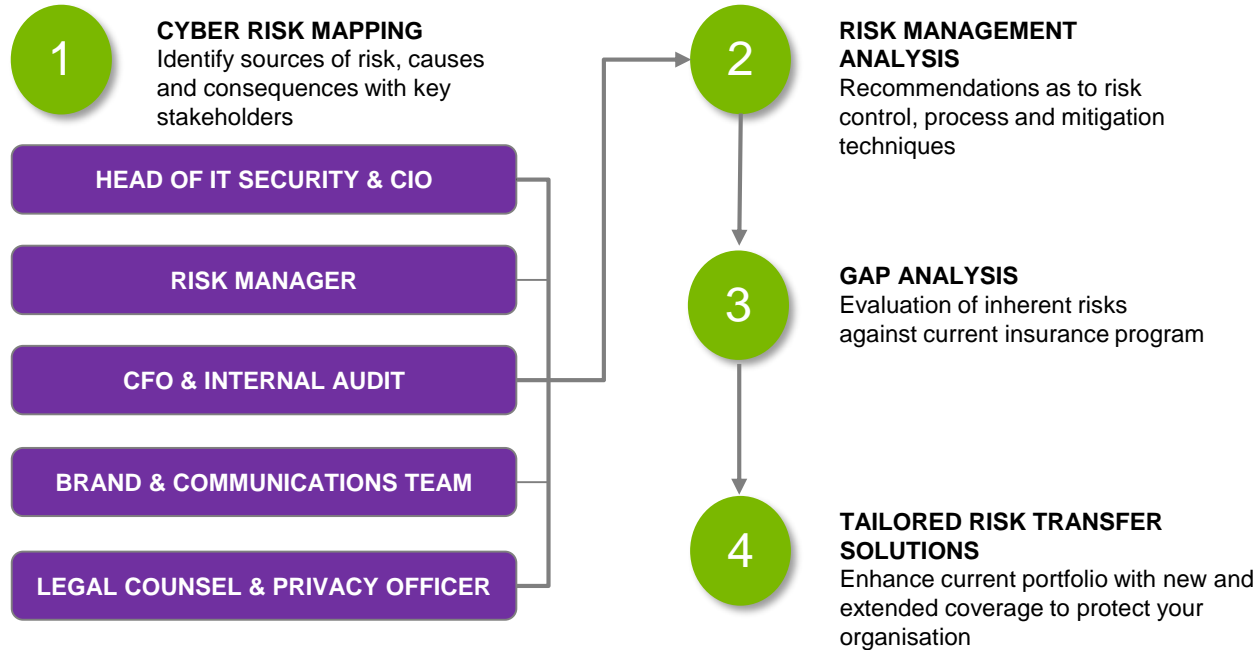 1
CYBER RISK MAPPING
Identify sources of risk, causes
and consequences with key
stakeholders
HEAD OF IT SECURITY & CIO
RISK MANAGER
CFO & INTERNAL AUDIT
BRAND & COMMUNICATIONS TEAM
LEGAL COUNSEL & PRIVACY OFFICER
2
RISK MANAGEMENT
ANALYSIS
Recommendations as to risk
control, process and mitigation
techniques
3
GAP ANALYSIS
Evaluation of inherent risks
against current insurance program
4
TAILORED RISK TRANSFER
SOLUTIONS
Enhance current portfolio with new and
extended coverage to protect your
organisation